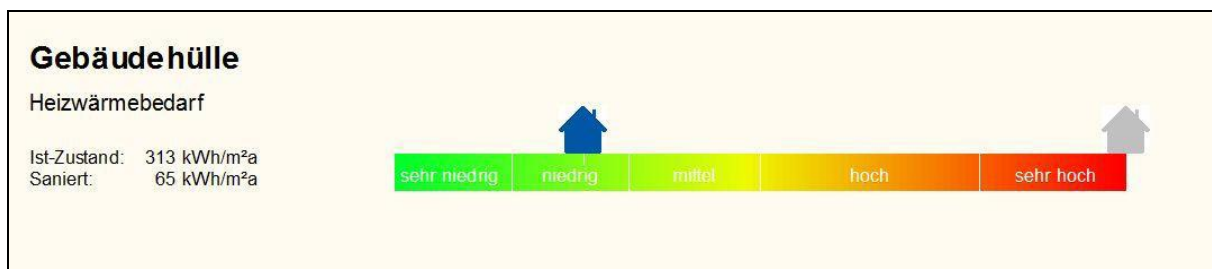 Gebäudehülle
Heizwärmebedarf
Ist-Zustand: 313 kWh/m²a
Saniert: 65 kWh/m²a
sehr niedrig niedrig mittel hoch sehr hoch